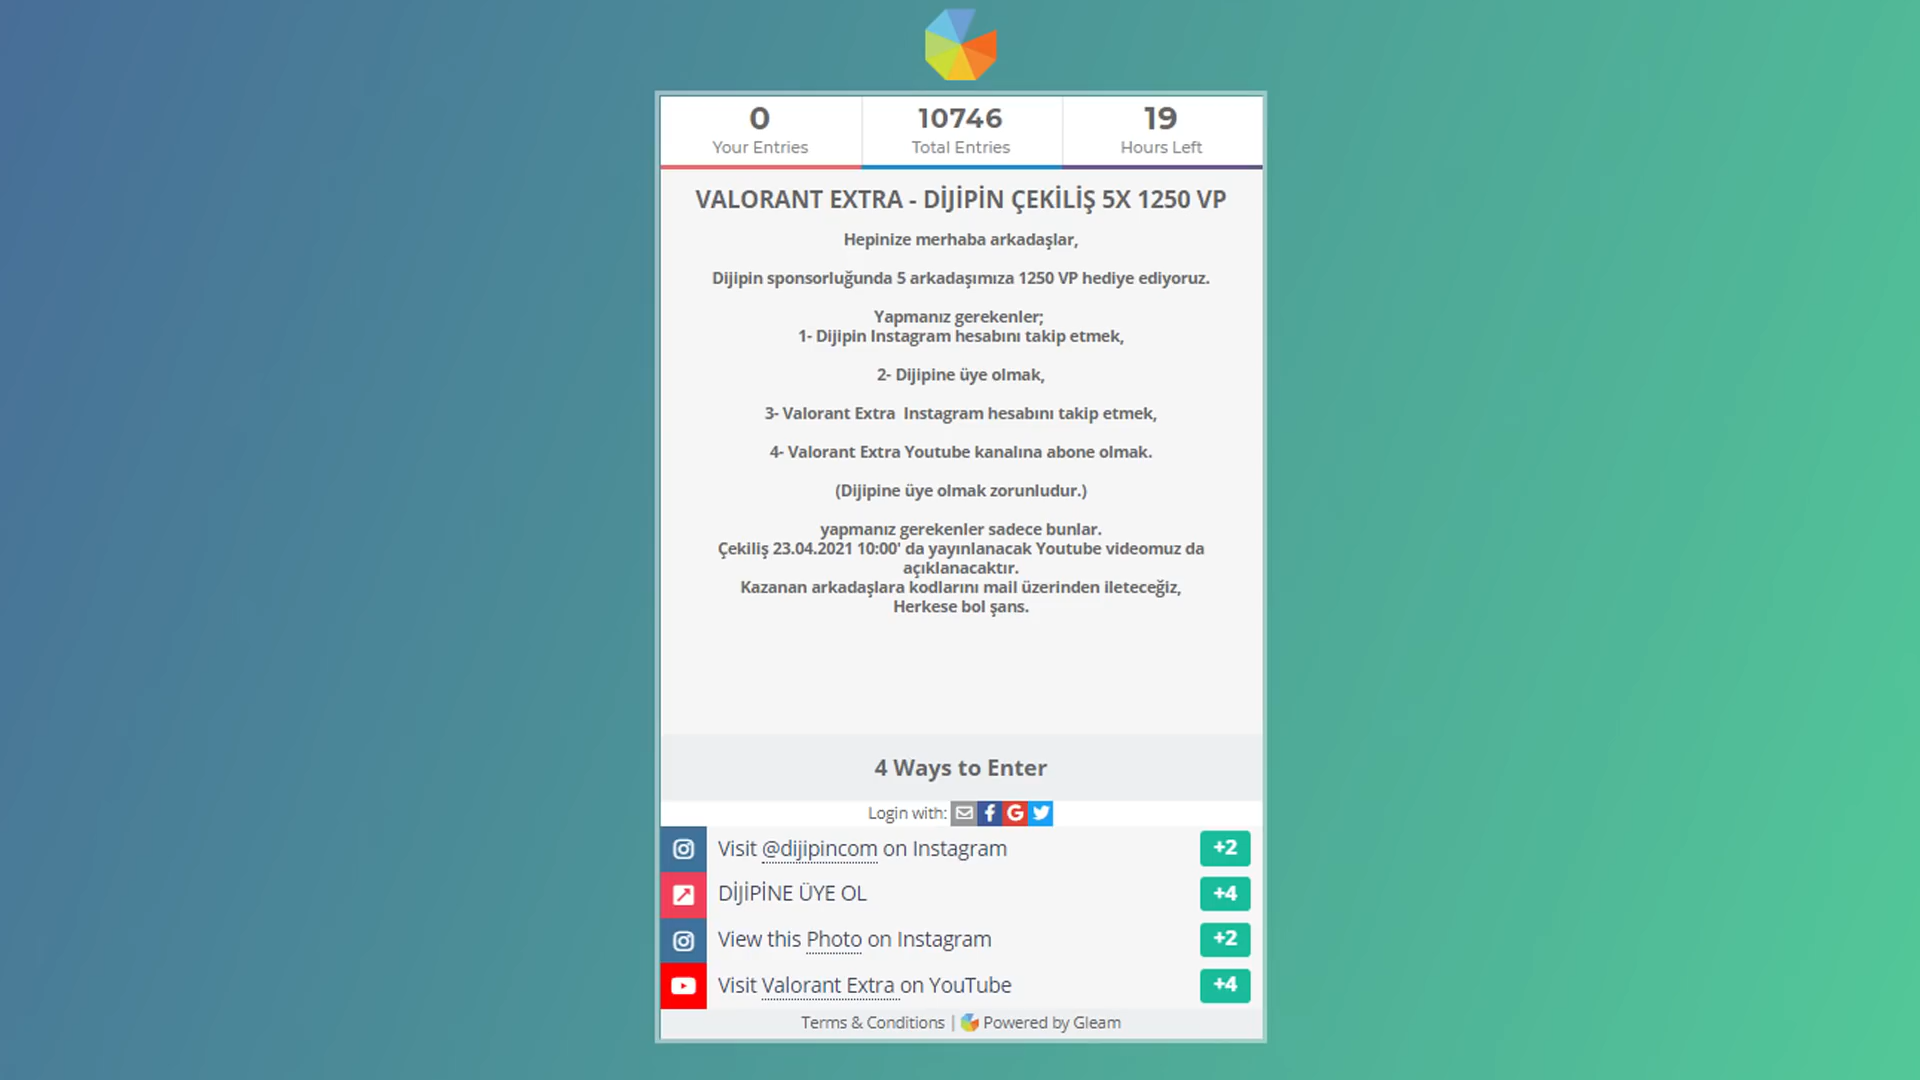 0
Your Entries
10746
Total Entries
19
Hours Left
VALORANT EXTRA - DİJİPİN ÇEKİLİŞ 5X 1250 VP
Hepinize merhaba arkadaşlar,
Dijipin sponsorluğunda 5 arkadaşımıza 1250 VP hediye ediyoruz.
Yapmanız gerekenler;
1- Dijipin Instagram hesabını takip etmek,
2- Dijipine üye olmak,
3- Valorant Extra  Instagram hesabını takip etmek,
4- Valorant Extra Youtube kanalına abone olmak.
(Dijipine üye olmak zorunludur.)
yapmanız gerekenler sadece bunlar.
Çekiliş 23.04.2021 10:00' da yayınlanacak Youtube videomuz da
açıklanacaktır.
Kazanan arkadaşlara kodlarını mail üzerinden ileteceğiz,
Herkese bol şans.
4 Ways to Enter
Login with:
Visit @dijipincom on Instagram +2
DİJİPİNE ÜYE OL +4
View this Photo on Instagram +2
Visit Valorant Extra on YouTube +4
Terms & Conditions | Powered by Gleam